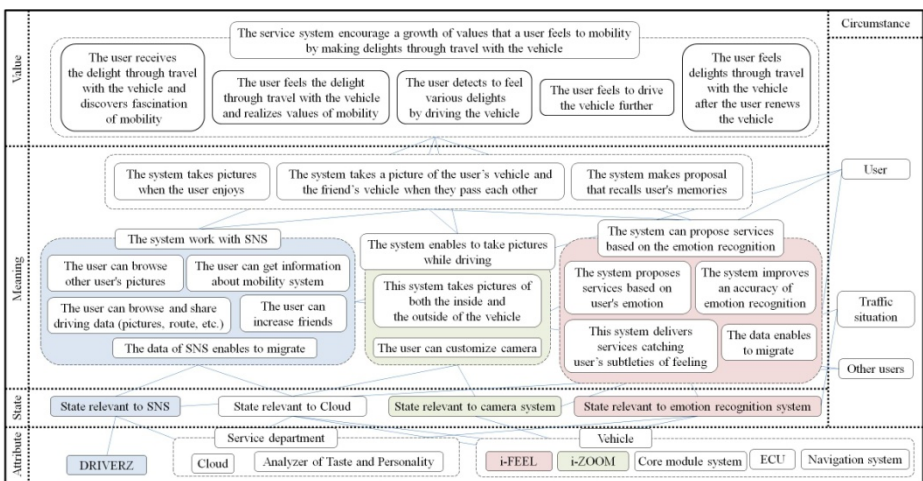 Value
The service system encourage a growth of values that a user feels to mobility
by making delights through travel with the vehicle
The user receives
the delight through travel
with the vehicle and
discovers fascination
of mobility
The user feels the delight
through travel with the vehicle
and realizes values of mobility
The user detects to feel
various delights
by driving the vehicle
The user feels to drive
the vehicle further
The user feels
delights through travel
with the vehicle
after the user renews
the vehicle
Circumstance
Meaning
The system takes pictures
when the user enjoys
The system takes a picture of the user's vehicle and
the friend's vehicle when they pass each other
The system makes proposal
that recalls user's memories
User
The system work with SNS
The user can browse
other user's pictures
The user can get information
about mobility system
The user can browse and share
driving data (pictures, route, etc.)
The user can
increase friends
The data of SNS enables to migrate
The system enables to take pictures
while driving
This system takes pictures of
both the inside and
the outside of the vehicle
The user can customize camera
The system can propose services
based on the emotion recognition
The system proposes
services based on
user's emotion
The system improves
an accuracy of
emotion recognition
This system delivers
services catching
user's subtleties of feeling
The data enables
to migrate
Traffic
situation
Other users
State
State relevant to SNS
State relevant to Cloud
State relevant to camera system
State relevant to emotion recognition system
Attribute
DRIVERZ
Service department
Cloud
Analyzer of Taste and Personality
Vehicle
i-FEEL
i-ZOOM
Core module system
ECU
Navigation system